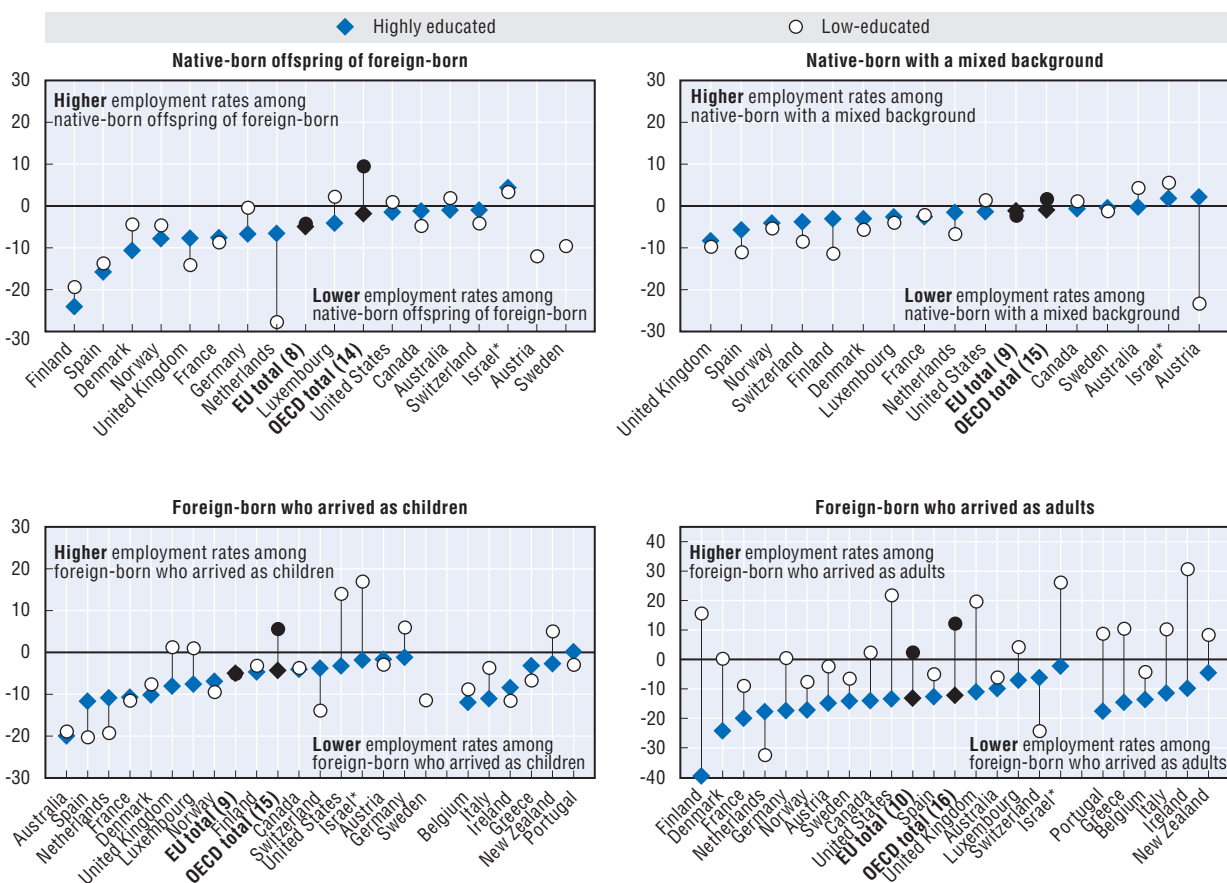 Highly educated
Low-educated
Native-born offspring of foreign-born
30
20
10
0
-10
-20
-30
Higher employment rates among
native-born offspring of foreign-born
Lower employment rates among
native-born offspring of foreign-born
Finland
Spain
Denmark
Norway
United Kingdom
France
Germany
Netherlands
EU total (8)
Luxembourg
OECD total (14)
United States
Canada
Australia
Switzerland
Israel*
Austria
Sweden
Native-born with a mixed background
30
20
10
0
-10
-20
-30
Higher employment rates among
native-born with a mixed background
Lower employment rates among
native-born with a mixed background
United Kingdom
Spain
Norway
Switzerland
Finland
Denmark
Luxembourg
France
Netherlands
United States
EU total (9)
OECD total (15)
Canada
Sweden
Australia
Israel*
Austria
Foreign-born who arrived as children
30
20
10
0
-10
-20
-30
Higher employment rates among
foreign-born who arrived as children
Lower employment rates among
foreign-born who arrived as children
Australia
Spain
Netherlands
France
Denmark
United Kingdom
Luxembourg
Norway
EU total (9)
Finland
OECD total (15)
Canada
Switzerland
United States
Israel*
Austria
Germany
Sweden
Belgium
Italy
Ireland
Greece
New Zealand
Portugal
Foreign-born who arrived as adults
40
30
20
10
0
-10
-20
-30
-40
Higher employment rates among
foreign-born who arrived as adults
Lower employment rates among
foreign-born who arrived as adults
Finland
Denmark
France
Netherlands
Germany
Norway
Austria
Sweden
Canada
United States
EU total (10)
Spain
OECD total (16)
United Kingdom
Australia
Luxembourg
Switzerland
Israel*
Portugal
Greece
Belgium
Italy
Ireland
New Zealand